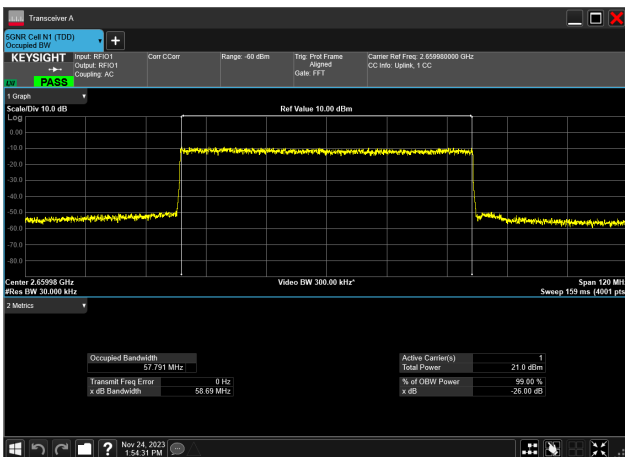 Transceiver A
5GNR Cell N1 (TDD)
Occupied BW
KEYSIGHT
PASS
Input: RFIO1
Output: RFIO1
Coupling: AC
Corr CCorr
Range: -60 dBm
Trig: Prot Frame
Aligned
Gate: FFT
Carrier Ref Freq: 2.659980000 GHz
CC Info: Uplink, 1 CC
1 Graph
Scale/Div 10.0 dB
Ref Value 10.00 dBm
Log
0.00
-10.0
-20.0
-30.0
-40.0
-50.0
-60.0
-70.0
-80.0
Center 2.65998 GHz
Video BW 300.00 kHz*
Span 120 MHz
#Res BW 30.000 kHz
Sweep 159 ms (4001 pts
2 Metrics
Occupied Bandwidth
57.791 MHz
Transmit Freq Error 0 Hz
x dB Bandwidth 58.69 MHz
Active Carrier(s) 1
Total Power 21.0 dBm
% of OBW Power 99.00 %
x dB -26.00 dB
Nov 24, 2023
1:54:31 PM